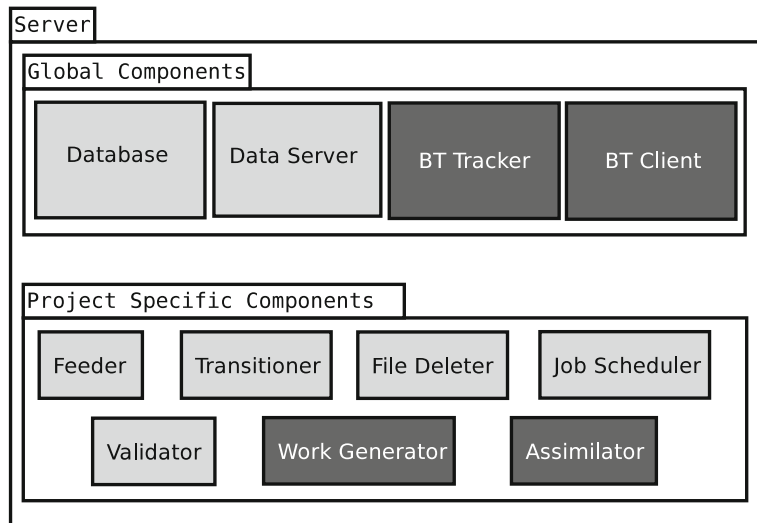 Server
Global Components
Database
Data Server
BT Tracker
BT Client
Project Specific Components
Feeder
Transitioner
File Deleter
Job Scheduler
Validator
Work Generator
Assimilator